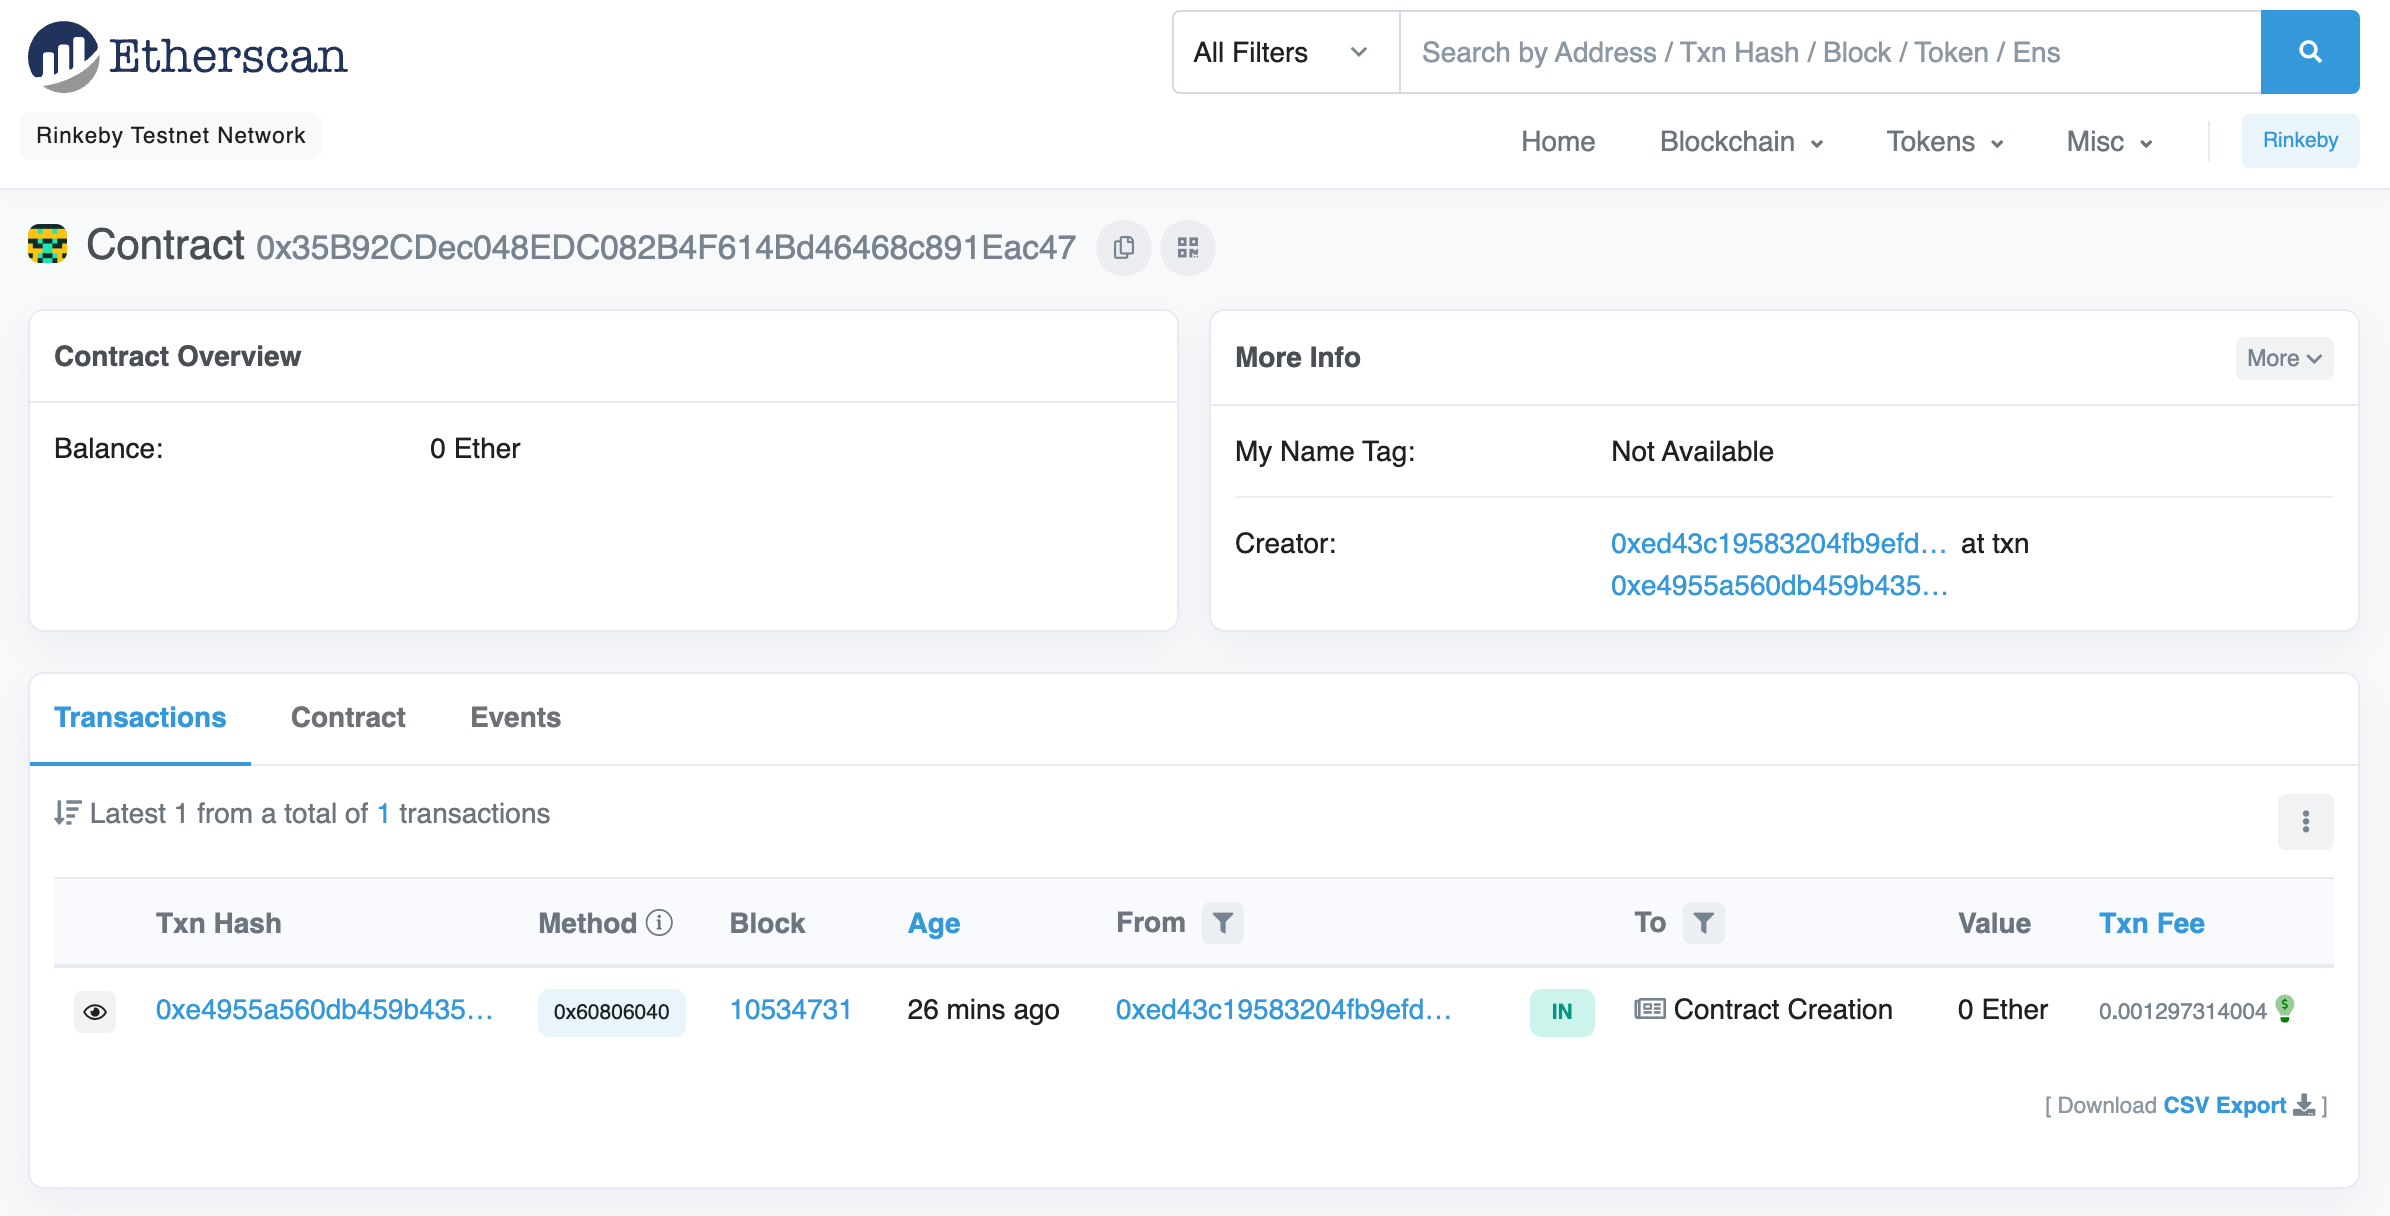 Etherscan
All Filters
Search by Address / Txn Hash / Block / Token / Ens
Rinkeby Testnet Network
Home
Blockchain
Tokens
Misc
Rinkeby
Contract 0x35B92CDec048EDC082B4F614Bd46468c891Eac47
Contract Overview
Balance: 0 Ether
More Info
More
My Name Tag: Not Available
Creator: 0xed43c19583204fb9efd... at txn
0xe4955a560db459b435...
Transactions Contract Events
Latest 1 from a total of 1 transactions
Txn Hash Method Block Age From To Value Txn Fee
0xe4955a560db459b435... 0x60806040 10534731 26 mins ago 0xed43c19583204fb9efd... IN Contract Creation 0 Ether 0.001297314004
[ Download CSV Export ]